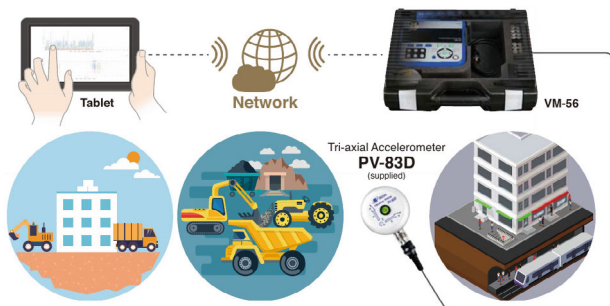 Tablet
Network
VM-56
Tri-axial Accelerometer
PV-83D
(supplied)